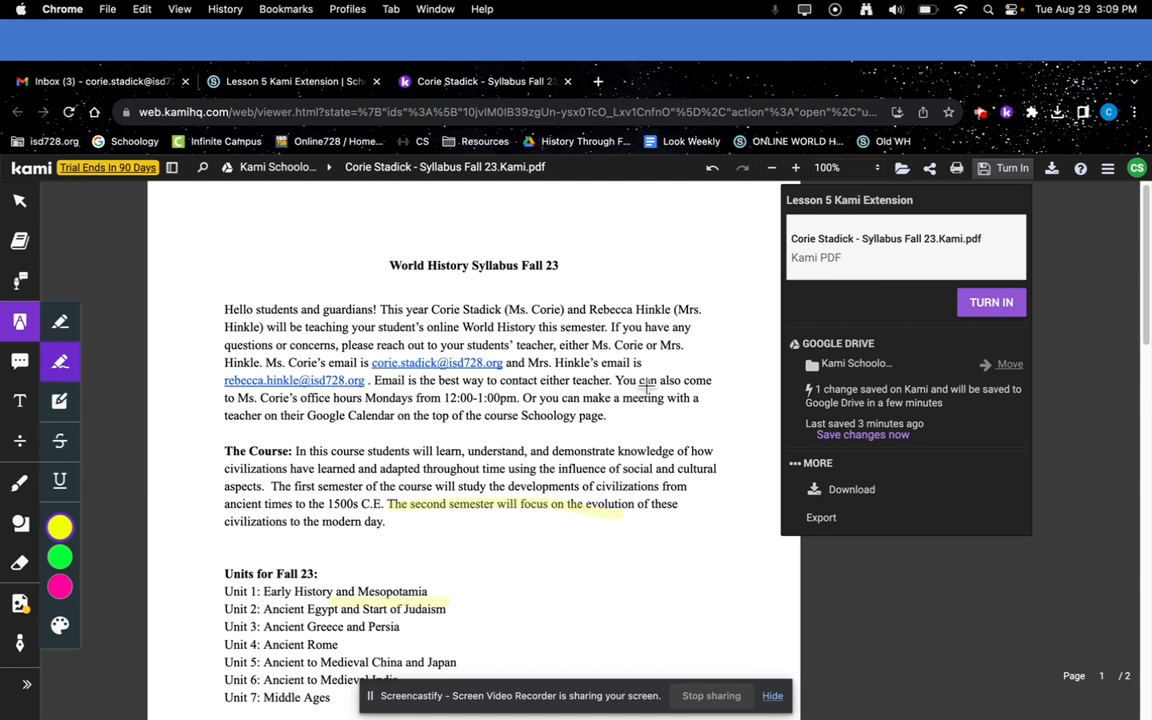 Chrome File Edit View History Bookmarks Profiles Tab Window Help Tue Aug 29 3:09 PM
Inbox (3) - corie.stadick@isd7 Lesson 5 Kami Extension | Sch Corie Stadick - Syllabus Fall 23
web.kamihq.com/web/viewer.html?state=%7B"ids"%3A%5B"10jvlM0lB39zgUn-ysx0TcO_Lxv1CnfnO"%5D%2C"action"%3A"open"%2C"u...
isd728.org Schoology Infinite Campus Online728 / Home... CS Resources History Through F... Look Weekly ONLINE WORLD H... Old WH
kami Trial Ends In 90 Days Kami Schoolo... Corie Stadick - Syllabus Fall 23.Kami.pdf 100% Turn In CS
World History Syllabus Fall 23
Hello students and guardians! This year Corie Stadick (Ms. Corie) and Rebecca Hinkle (Mrs.
Hinkle) will be teaching your student's online World History this semester. If you have any
questions or concerns, please reach out to your students' teacher, either Ms. Corie or Mrs.
Hinkle. Ms. Corie's email is corie.stadick@isd728.org and Mrs. Hinkle's email is
rebecca.hinkle@isd728.org . Email is the best way to contact either teacher. You can also come
to Ms. Corie's office hours Mondays from 12:00-1:00pm. Or you can make a meeting with a
teacher on their Google Calendar on the top of the course Schoology page.
The Course: In this course students will learn, understand, and demonstrate knowledge of how
civilizations have learned and adapted throughout time using the influence of social and cultural
aspects. The first semester of the course will study the developments of civilizations from
ancient times to the 1500s C.E. The second semester will focus on the evolution of these
civilizations to the modern day.
Units for Fall 23:
Unit 1: Early History and Mesopotamia
Unit 2: Ancient Egypt and Start of Judaism
Unit 3: Ancient Greece and Persia
Unit 4: Ancient Rome
Unit 5: Ancient to Medieval China and Japan
Unit 6: Ancient to Medieval India
Unit 7: Middle Ages
Lesson 5 Kami Extension
Corie Stadick - Syllabus Fall 23.Kami.pdf
Kami PDF
TURN IN
GOOGLE DRIVE
Kami Schoolo... Move
1 change saved on Kami and will be saved to
Google Drive in a few minutes
Last saved 3 minutes ago
Save changes now
MORE
Download
Export
Page 1 / 2
Screencastify - Screen Video Recorder is sharing your screen. Stop sharing Hide